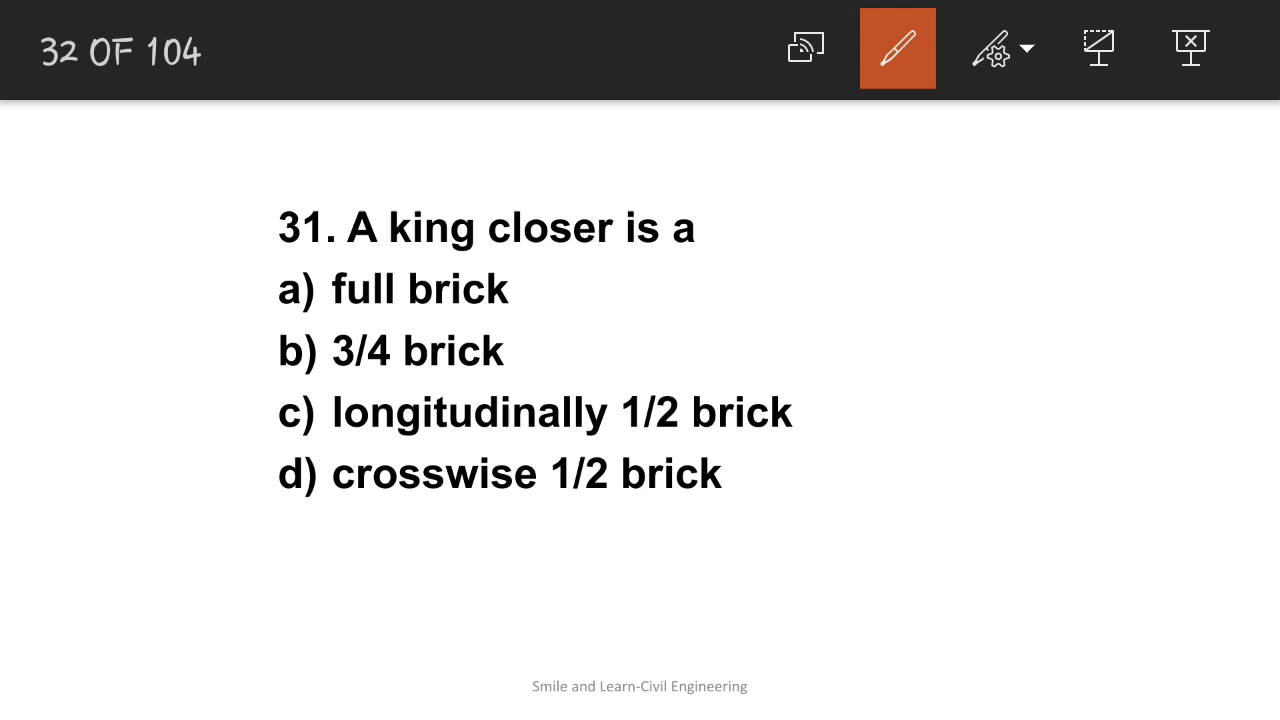 32 OF 104
31. A king closer is a
a) full brick
b) 3/4 brick
c) longitudinally 1/2 brick
d) crosswise 1/2 brick
Smile and Learn-Civil Engineering